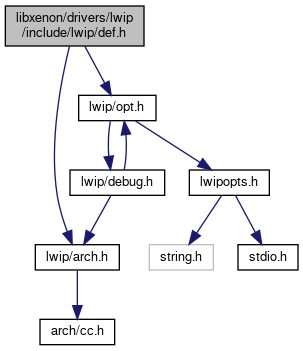 libxenon/drivers/lwip
/include/lwip/def.h
lwip/opt.h
lwip/debug.h
lwipopts.h
lwip/arch.h
string.h
stdio.h
arch/cc.h